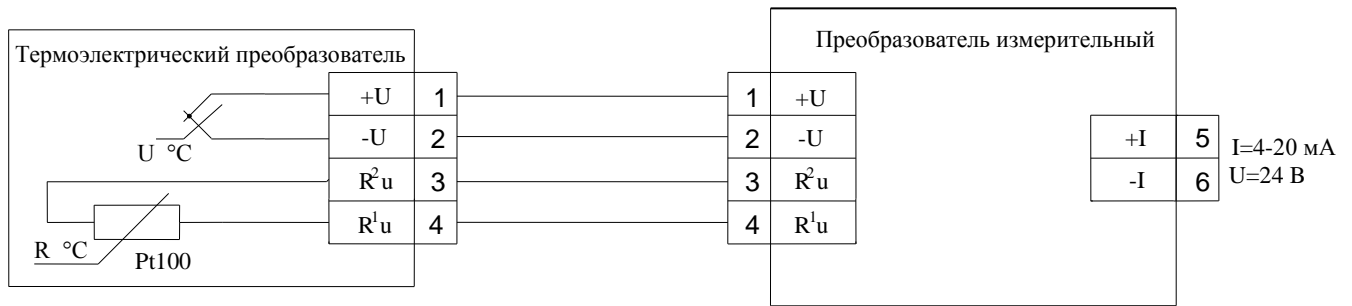 Термоэлектрический преобразователь
+U 1
-U 2
R²u 3
R¹u 4
U °C
R °C
Pt100
Преобразователь измерительный
1 +U
2 -U
3 R²u
4 R¹u
+I 5
-I 6
I=4-20 мА
U=24 В